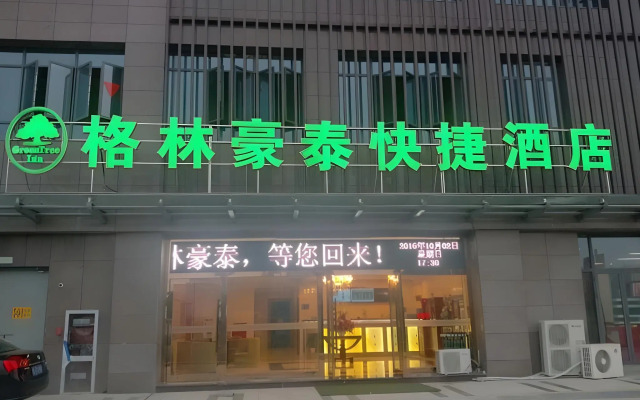 GreenTree
Inn
格林豪泰快捷酒店
林豪泰，等您回来！
2016年10月02日
星期日
17:30